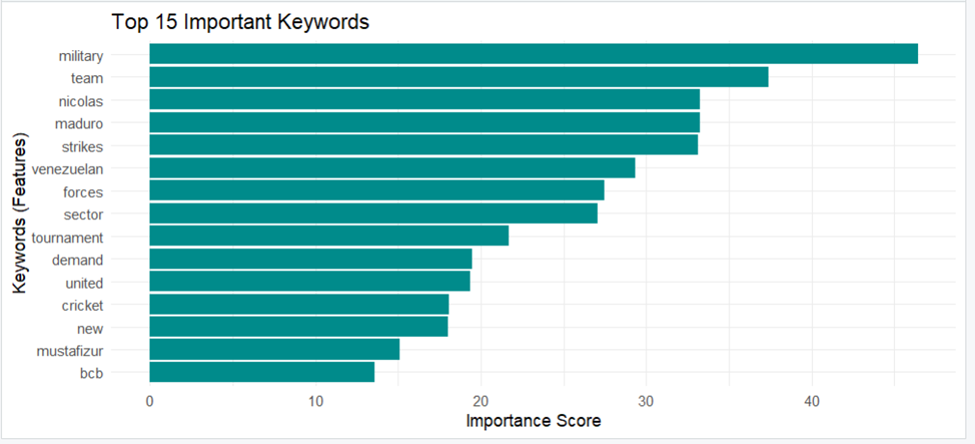 Top 15 Important Keywords
Keywords (Features)
military
team
nicolas
maduro
strikes
venezuelan
forces
sector
tournament
demand
united
cricket
new
mustafizur
bcb
0 10 20 30 40
Importance Score